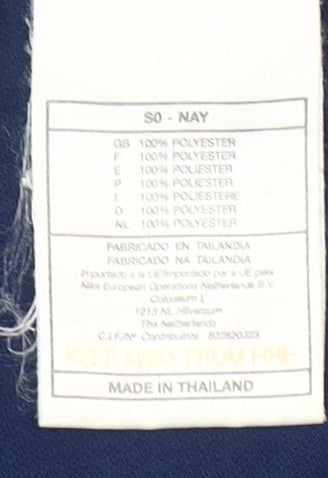 S0 - NAY
GB 100% POLYESTER
F 100% POLYESTER
E 100% POLIESTER
P 100% POLIESTER
I 100% POLIESTERE
D 100% POLYESTER
NL 100% POLYESTER
FABRICADO EN TAILANDIA
FABRICADO NA TAILANDIA
Importado a la UE/Importado para a UE pela
Nike European Operations Netherlands B.V.
Colosseum 1
1213 NL Hilversum
The Netherlands
C.I.F./Nº Contribuinte : 802620323
KEEP AWAY FROM FIRE
MADE IN THAILAND